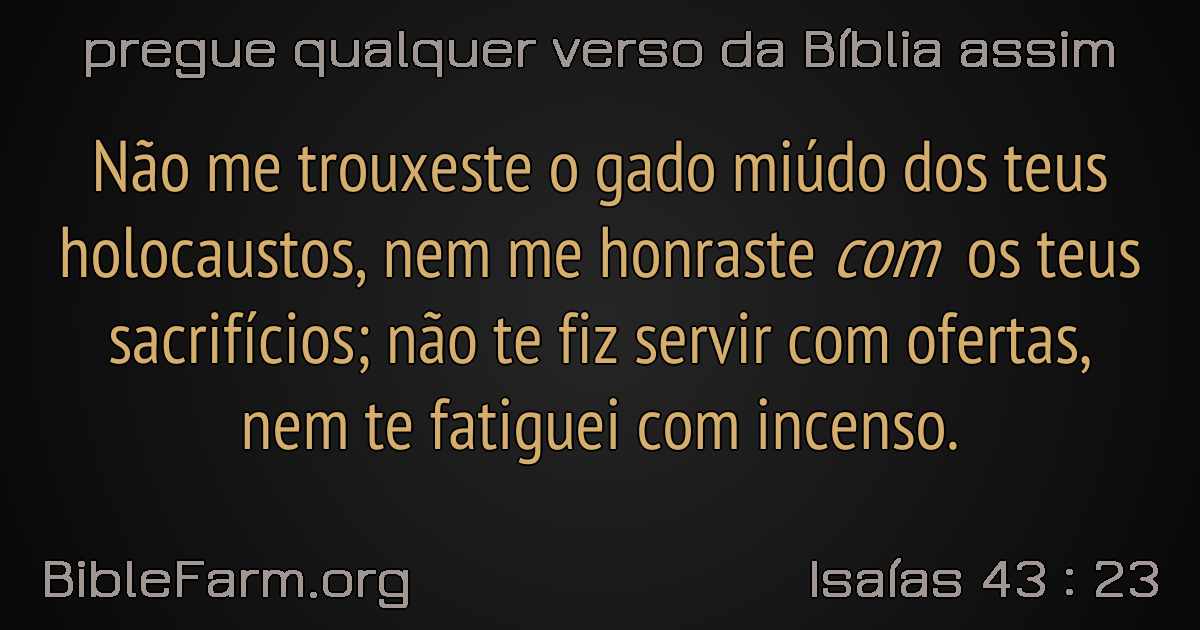 pregue qualquer verso da Bíblia assim
Não me trouxeste o gado miúdo dos teus
holocaustos, nem me honraste com os teus
sacrifícios; não te fiz servir com ofertas,
nem te fatiguei com incenso.
BibleFarm.org
Isaías 43 : 23